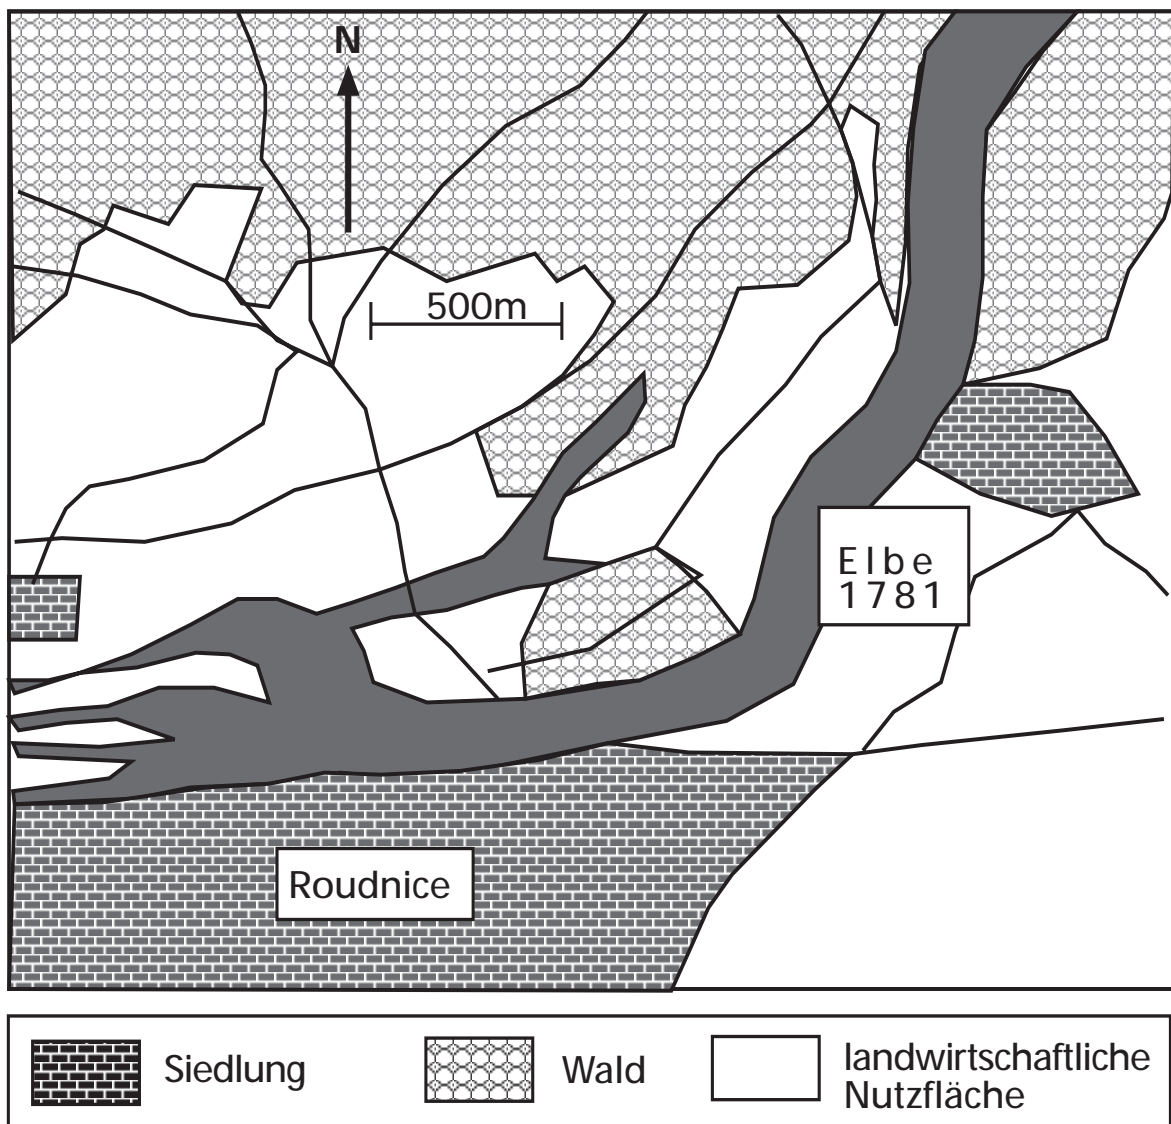 N
500m
Elbe
1781
Roudnice
Siedlung
Wald
landwirtschaftliche
Nutzfläche